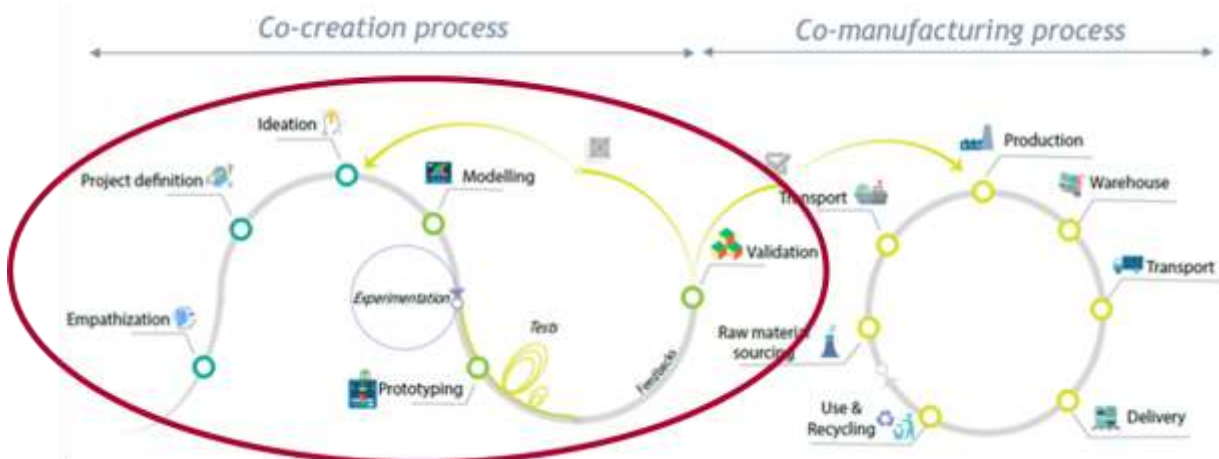 Co-creation process
Co-manufacturing process
Ideation
Project definition
Modelling
Empathization
Experimentation
Prototyping
Tests
Feedbacks
Validation
Production
Warehouse
Transport
Transport
Raw material
sourcing
Use &
Recycling
Delivery